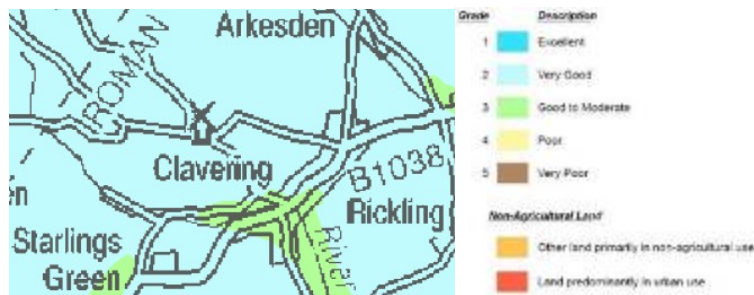 Arkesden
ROMAN
Clavering
B1038
Rickling
en
Starlings
Green
River
Grade Description
1 Excellent
2 Very Good
3 Good to Moderate
4 Poor
5 Very Poor
Non-Agricultural Land
Other land primarily in non-agricultural use
Land predominantly in urban use